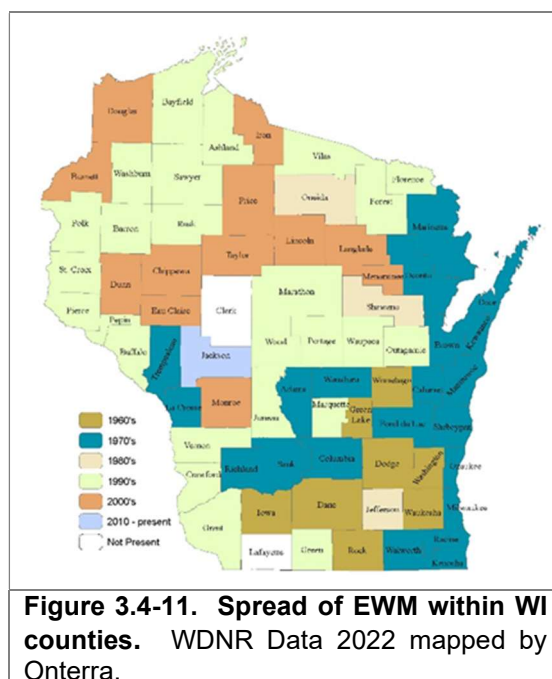 Douglas
Bayfield
Iron
Ashland
Vilas
Burnett
Washburn
Sawyer
Florence
Oneida
Forest
Price
Marinette
Polk
Barron
Rusk
Lincoln
Langlade
Taylor
Chippewa
Menominee
Oconto
Door
St. Croix
Dunn
Marathon
Clerk
Shawano
Pierce
Pepin
Eau Claire
Kewaunee
Buffalo
Trempealeau
Jackson
Wood
Portage
Waupaca
Outagamie
Brown
Manitowoc
Adams
Waushara
Winnebago
Calumet
La Crosse
Monroe
Juneau
Marquette
Green
Lake
Fond du Lac
Sheboygan
Vernon
Crawford
Richland
Sauk
Columbia
Dodge
Washington
Ozaukee
Grant
Iowa
Dane
Jefferson
Waukesha
Milwaukee
Lafayette
Green
Rock
Walworth
Racine
Kenosha
1960's
1970's
1980's
1990's
2000's
2010 - present
Not Present
Figure 3.4-11. Spread of EWM within WI
counties. WDNR Data 2022 mapped by
Onterra.